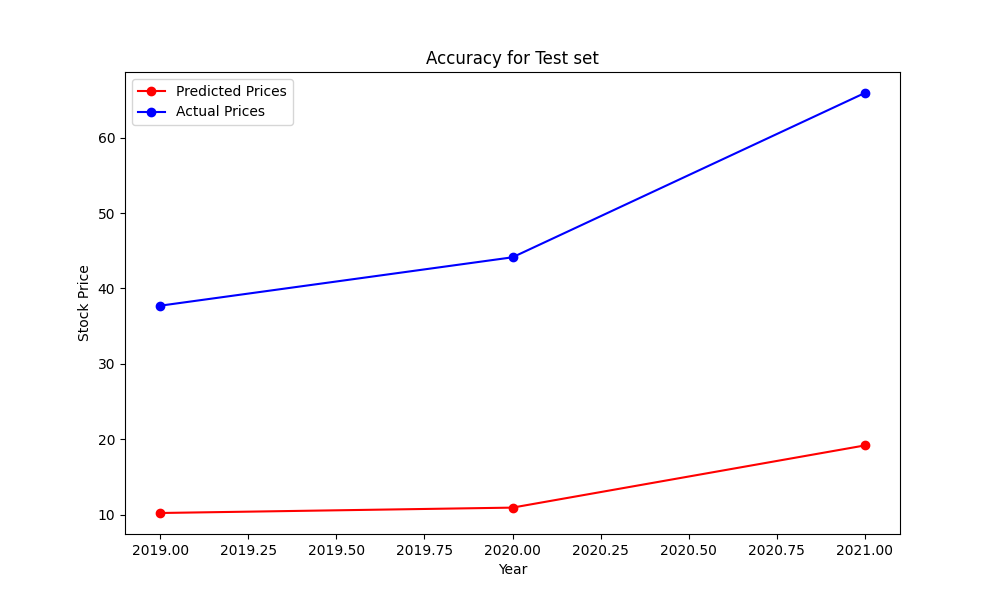 Accuracy for Test set
Predicted Prices
Actual Prices
Stock Price
60
50
40
30
20
10
2019.00 2019.25 2019.50 2019.75 2020.00 2020.25 2020.50 2020.75 2021.00
Year